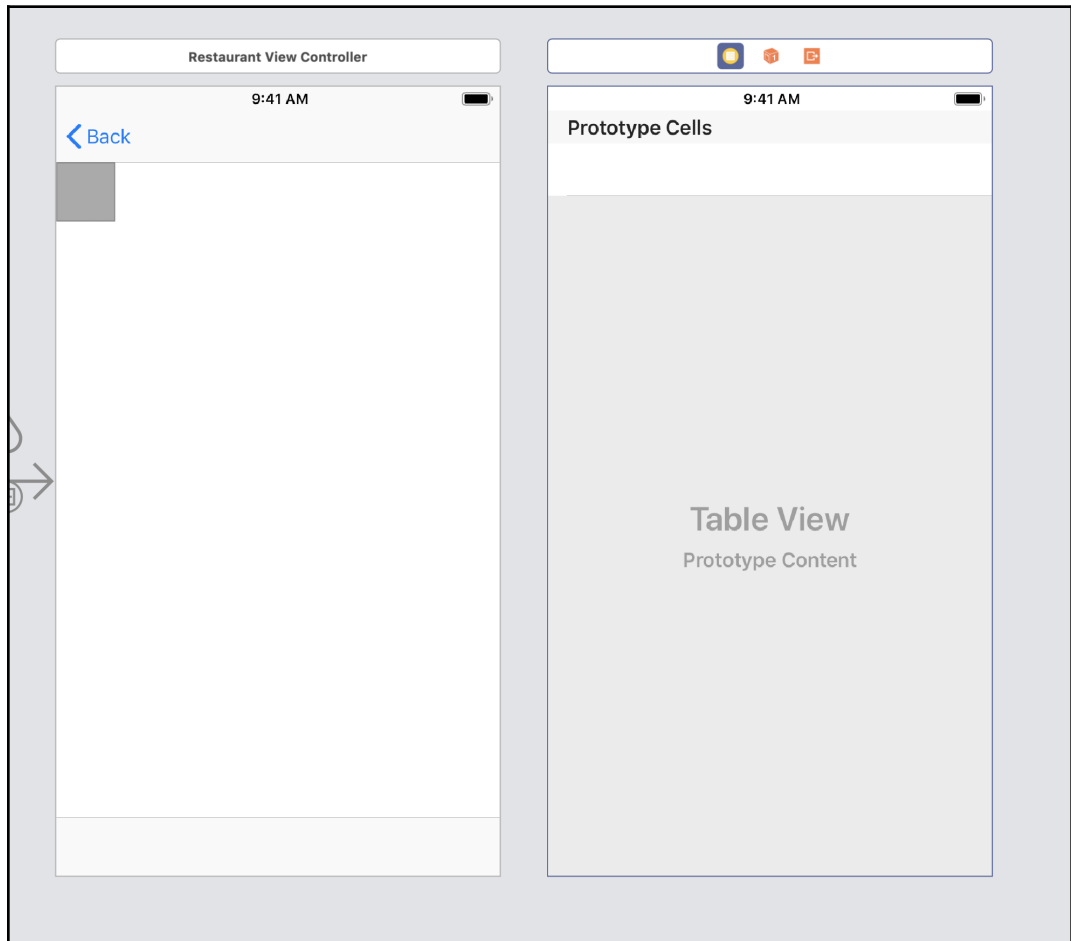 Restaurant View Controller
9:41 AM
Back
9:41 AM
Prototype Cells
Table View
Prototype Content